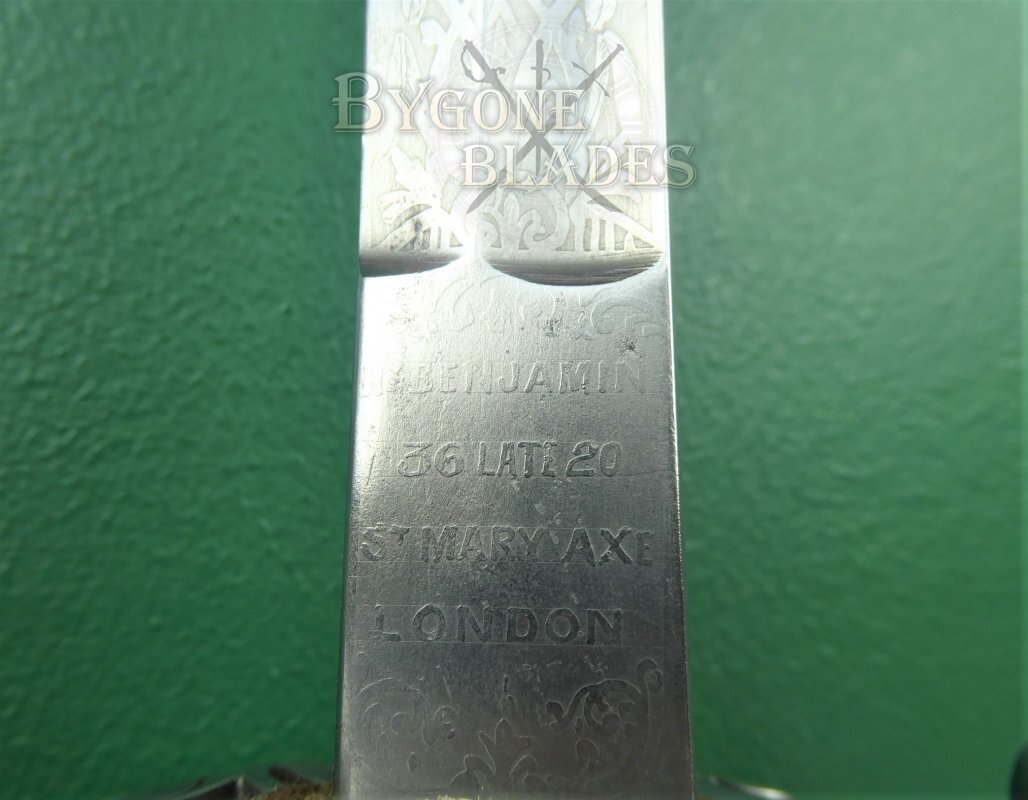 BYGONE
BLADES
BENJAMIN
36 LATE 20
ST MARY AXE
LONDON